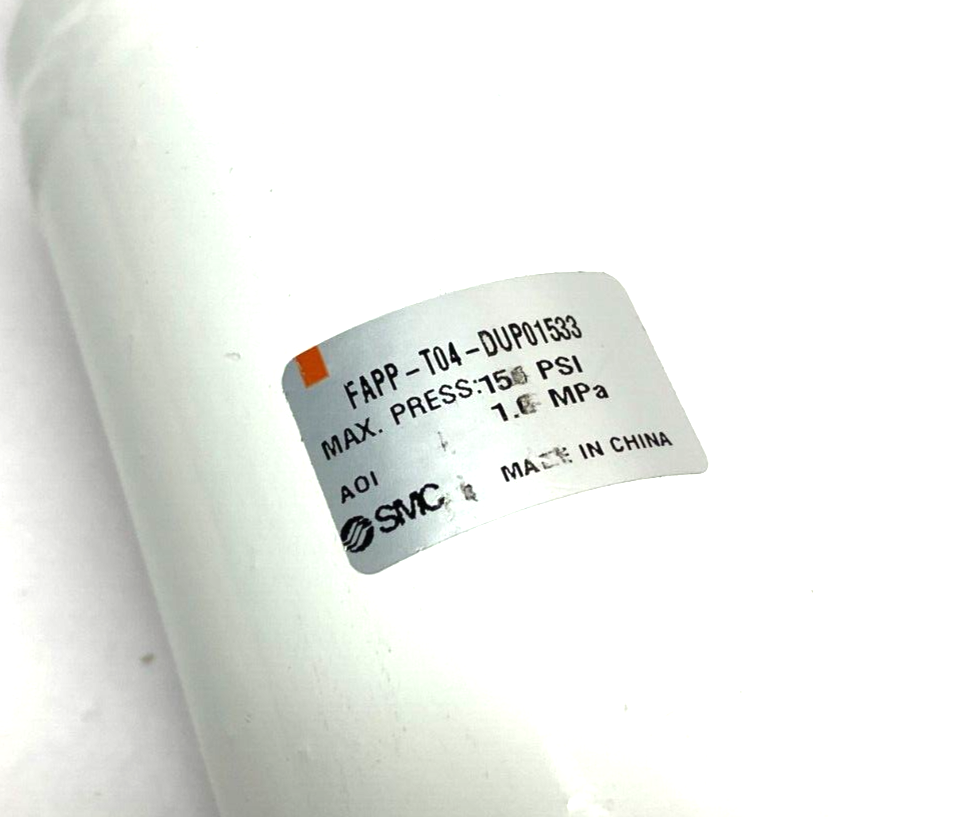 FAPP-T04-DUP01533
MAX. PRESS: PSI
MPa
AOI
SMC IN CHINA